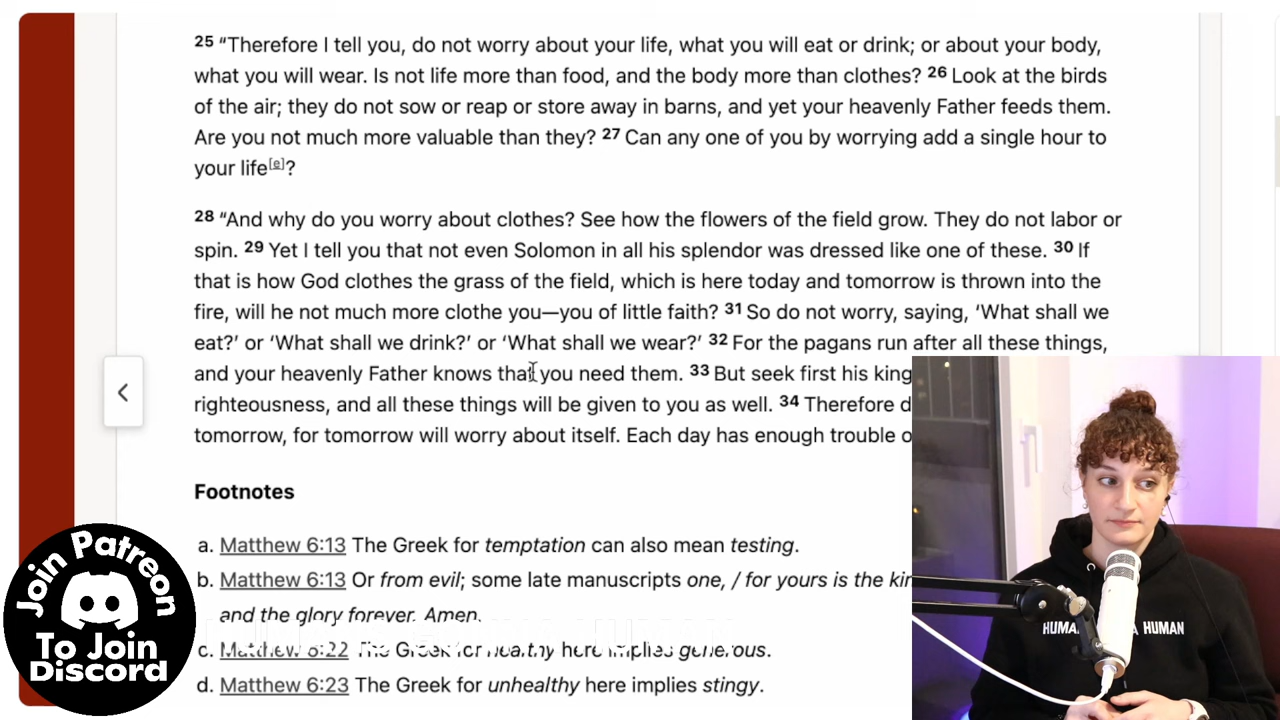 25 “Therefore I tell you, do not worry about your life, what you will eat or drink; or about your body,
what you will wear. Is not life more than food, and the body more than clothes? 26 Look at the birds
of the air; they do not sow or reap or store away in barns, and yet your heavenly Father feeds them.
Are you not much more valuable than they? 27 Can any one of you by worrying add a single hour to
your life[e]?
28 “And why do you worry about clothes? See how the flowers of the field grow. They do not labor or
spin. 29 Yet I tell you that not even Solomon in all his splendor was dressed like one of these. 30 If
that is how God clothes the grass of the field, which is here today and tomorrow is thrown into the
fire, will he not much more clothe you—you of little faith? 31 So do not worry, saying, ‘What shall we
eat?’ or ‘What shall we drink?’ or ‘What shall we wear?’ 32 For the pagans run after all these things,
and your heavenly Father knows that you need them. 33 But seek first his king
righteousness, and all these things will be given to you as well. 34 Therefore d
tomorrow, for tomorrow will worry about itself. Each day has enough trouble o
Footnotes
a. Matthew 6:13 The Greek for temptation can also mean testing.
b. Matthew 6:13 Or from evil; some late manuscripts one, / for yours is the kin
and the glory forever. Amen.
c. Matthew 6:22 The Greek for healthy here implies generous.
d. Matthew 6:23 The Greek for unhealthy here implies stingy.
Join Patreon
To Join
Discord
HUMA
A HUMAN